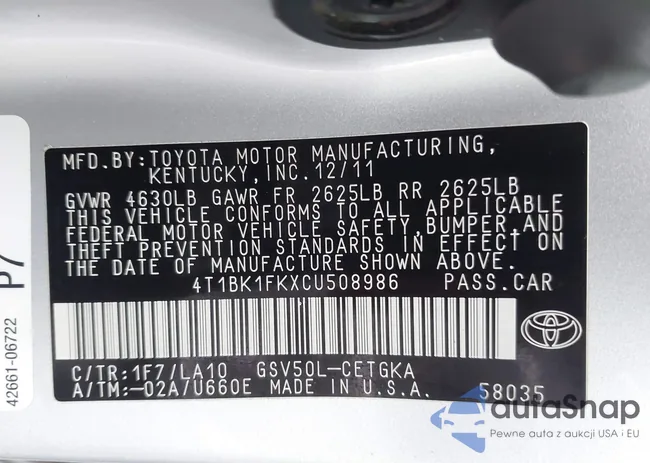 MFD.BY: TOYOTA MOTOR MANUFACTURING,
KENTUCKY, INC. 12/11
GVWR 4630LB GAWR FR 2625LB RR 2625LB
THIS VEHICLE CONFORMS TO ALL APPLICABLE
FEDERAL MOTOR VEHICLE SAFETY, BUMPER, AND
THEFT PREVENTION STANDARDS IN EFFECT ON
THE DATE OF MANUFACTURE SHOWN ABOVE.
4T1BK1FKXCU508986 PASS.CAR
C/TR:1F7/LA10 GSV50L-CETGKA
A/TM:-02A7U660E MADE IN U.S.A. 58035
42661-06722
P7
autaSnap
Pewne auta z aukcji USA i EU